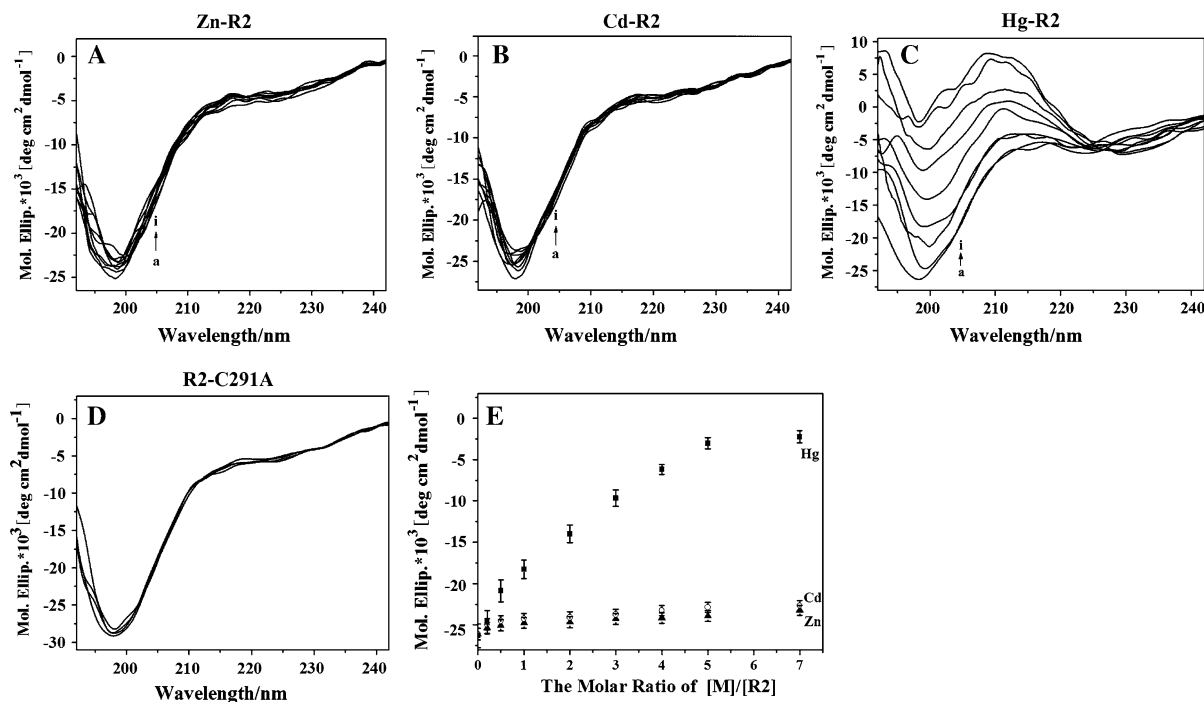 Zn-R2
A
Mol. Ellip.*10³ [deg cm² dmol⁻¹]
0
-5
-10
-15
-20
-25
i
a
200
210
220
230
240
Wavelength/nm
Cd-R2
B
Mol. Ellip.*10³ [deg cm² dmol⁻¹]
0
-5
-10
-15
-20
-25
i
a
200
210
220
230
240
Wavelength/nm
Hg-R2
C
Mol. Ellip.*10³ [deg cm² dmol⁻¹]
10
5
0
-5
-10
-15
-20
-25
i
a
200
210
220
230
240
Wavelength/nm
R2-C291A
D
Mol. Ellip.*10³ [deg cm²dmol⁻¹]
0
-5
-10
-15
-20
-25
-30
200
210
220
230
240
Wavelength/nm
E
Mol. Ellip.*10³ [deg cm² dmol⁻¹]
0
-5
-10
-15
-20
-25
Hg
Cd
Zn
0
1
2
3
4
5
6
7
The Molar Ratio of [M]/[R2]